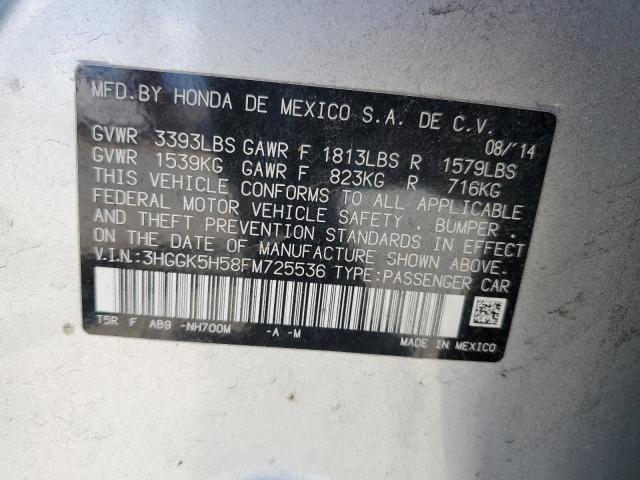 MFD.BY HONDA DE MEXICO S.A. DE C.V.
08/'14
GVWR 3393LBS GAWR F 1813LBS R 1579LBS
GVWR 1539KG GAWR F 823KG R 716KG
THIS VEHICLE CONFORMS TO ALL APPLICABLE
FEDERAL MOTOR VEHICLE SAFETY , BUMPER ,
AND THEFT PREVENTION STANDARDS IN EFFECT
ON THE DATE OF MANUFACTURE SHOWN ABOVE.
V.I.N.:3HGGK5H58FM725536 TYPE:PASSENGER CAR
T5R F AB9 -NH700M -A -M
MADE IN MEXICO